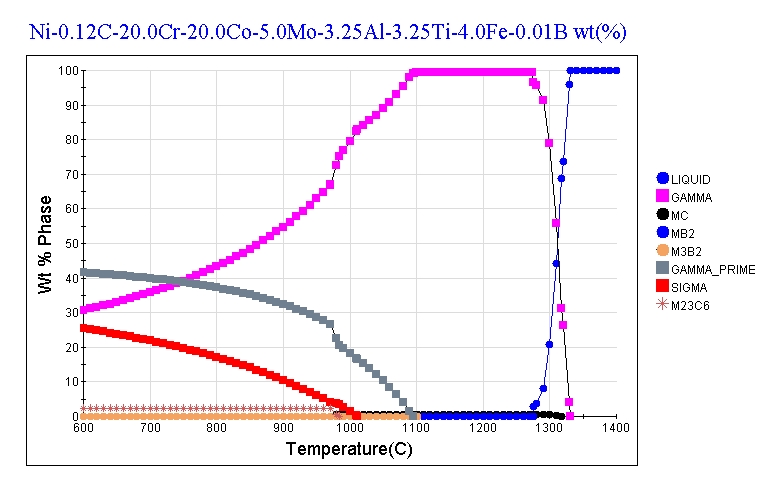 Ni-0.12C-20.0Cr-20.0Co-5.0Mo-3.25Al-3.25Ti-4.0Fe-0.01B wt(%)
100
90
80
70
60
50
40
30
20
10
0
Wt % Phase
600 700 800 900 1000 1100 1200 1300 1400
Temperature(C)
LIQUID
GAMMA
MC
MB2
M3B2
GAMMA_PRIME
SIGMA
M23C6